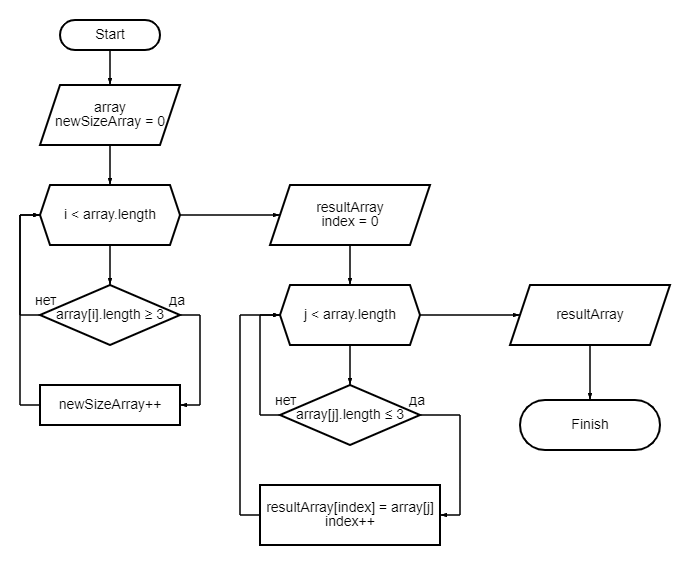 Start
array
newSizeArray = 0
i < array.length
resultArray
index = 0
нет
да
array[i].length ≥ 3
newSizeArray++
j < array.length
resultArray
нет
да
array[j].length ≤ 3
Finish
resultArray[index] = array[j]
index++